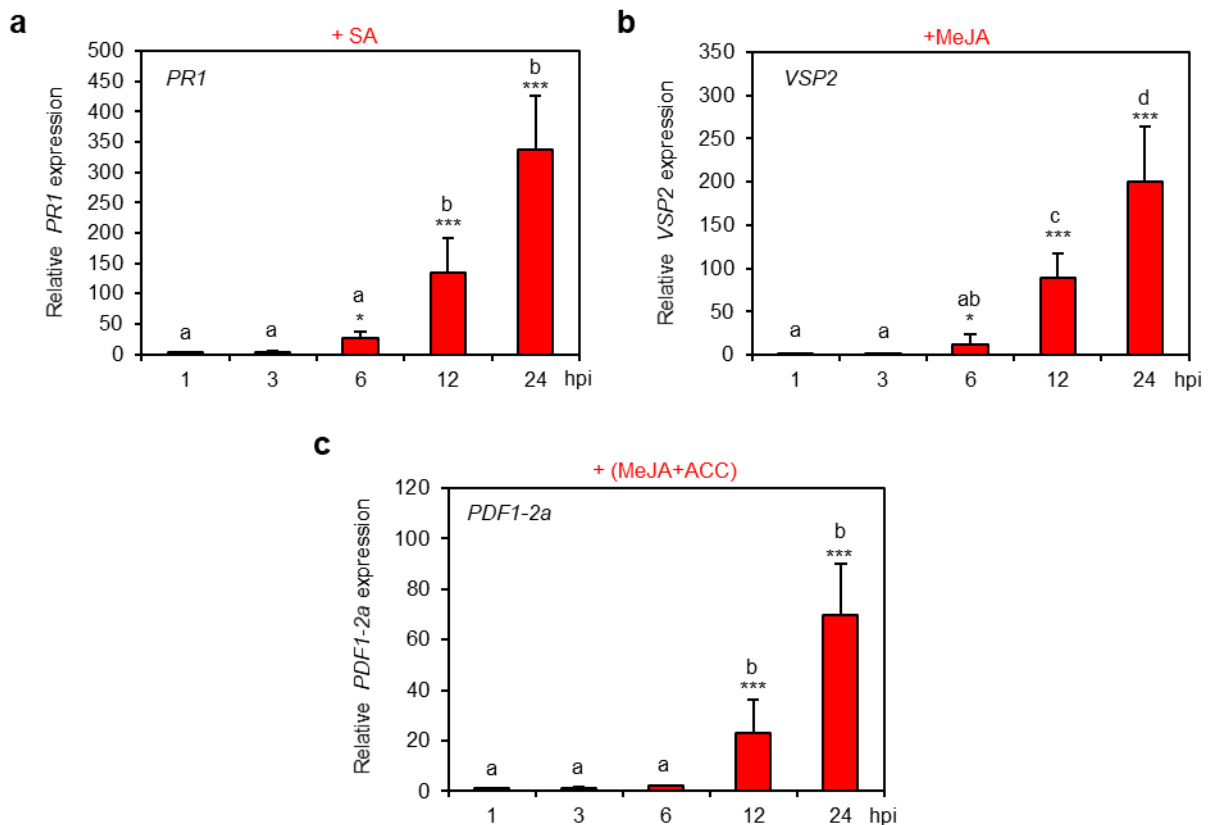 a
+ SA
Relative PR1 expression
500
450
400
350
300
250
200
150
100
50
0
PR1
a
a
a
*
b
***
b
***
1 3 6 12 24 hpi
b
+MeJA
Relative VSP2 expression
350
300
250
200
150
100
50
0
VSP2
a
a
ab
*
c
***
d
***
1 3 6 12 24 hpi
c
+ (MeJA+ACC)
Relative PDF1-2a expression
120
100
80
60
40
20
0
PDF1-2a
a
a
a
b
***
b
***
1 3 6 12 24 hpi